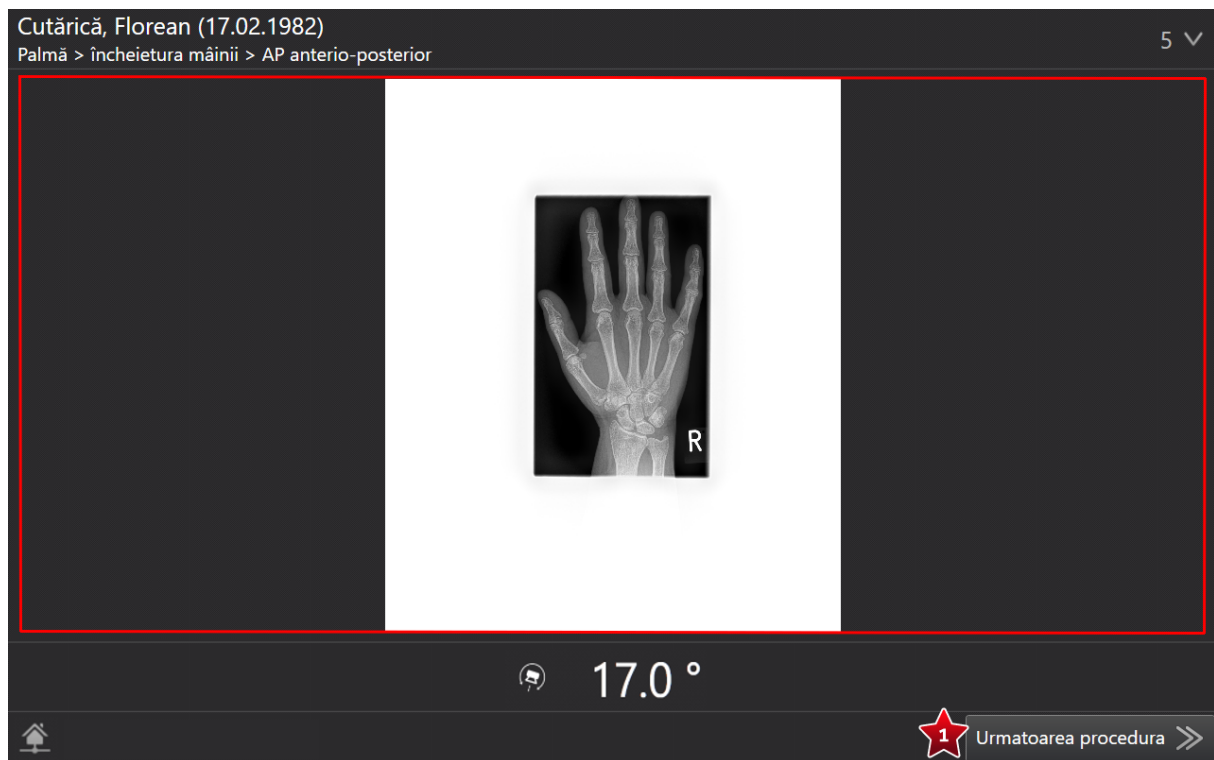 Cutărică, Florean (17.02.1982)
5
Palmă > încheietura mâinii > AP anterio-posterior
R
17.0 °
1
Urmatoarea procedura